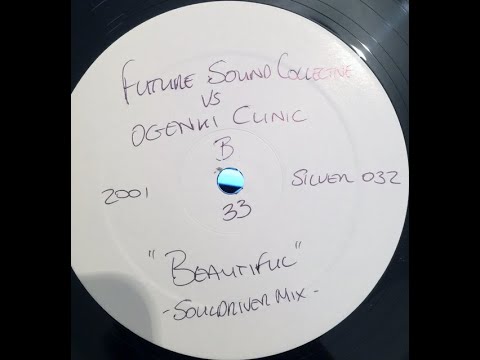 FUTURE SOUND COLLECTIVE
VS
OGENKI CLINIC
B
2001
SILVER 032
33
"BEAUTIFUL"
- SOULDRIVER MIX -